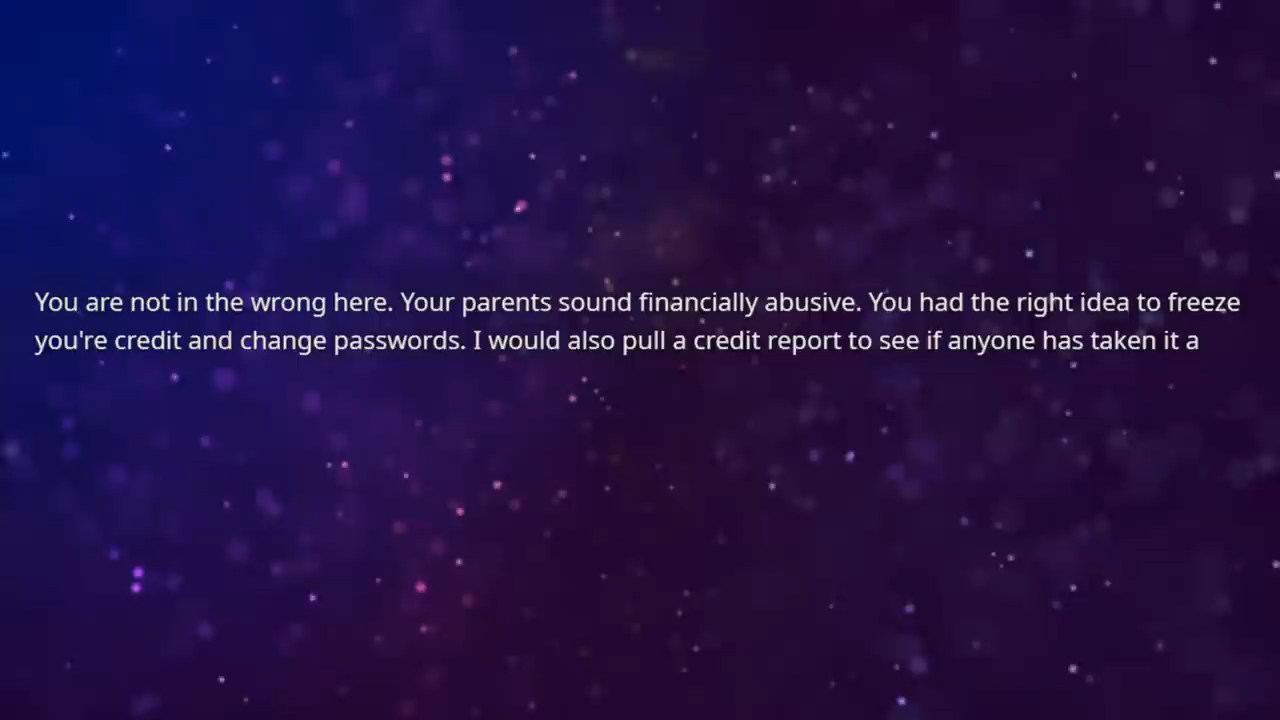 You are not in the wrong here. Your parents sound financially abusive. You had the right idea to freeze
you're credit and change passwords. I would also pull a credit report to see if anyone has taken it a